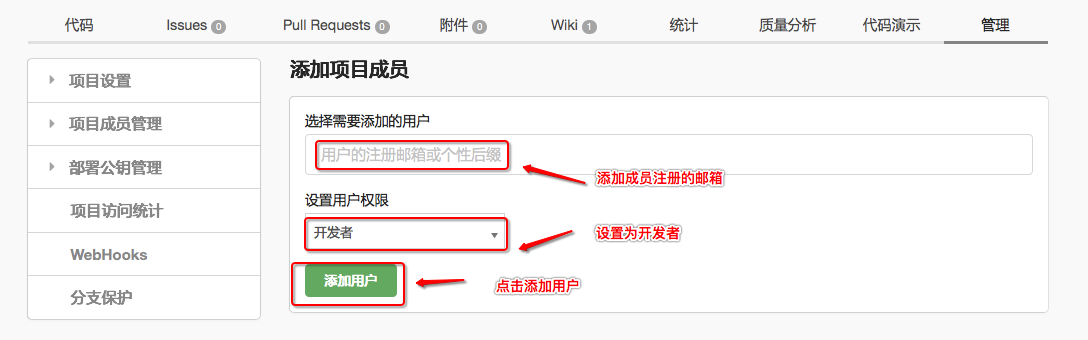 代码 Issues 0 Pull Requests 0 附件 0 Wiki 1 统计 质量分析 代码演示 管理
项目设置
项目成员管理
部署公钥管理
项目访问统计
WebHooks
分支保护
添加项目成员
选择需要添加的用户
用户的注册邮箱或个性后缀
添加成员注册的邮箱
设置用户权限
开发者
设置为开发者
添加用户
点击添加用户